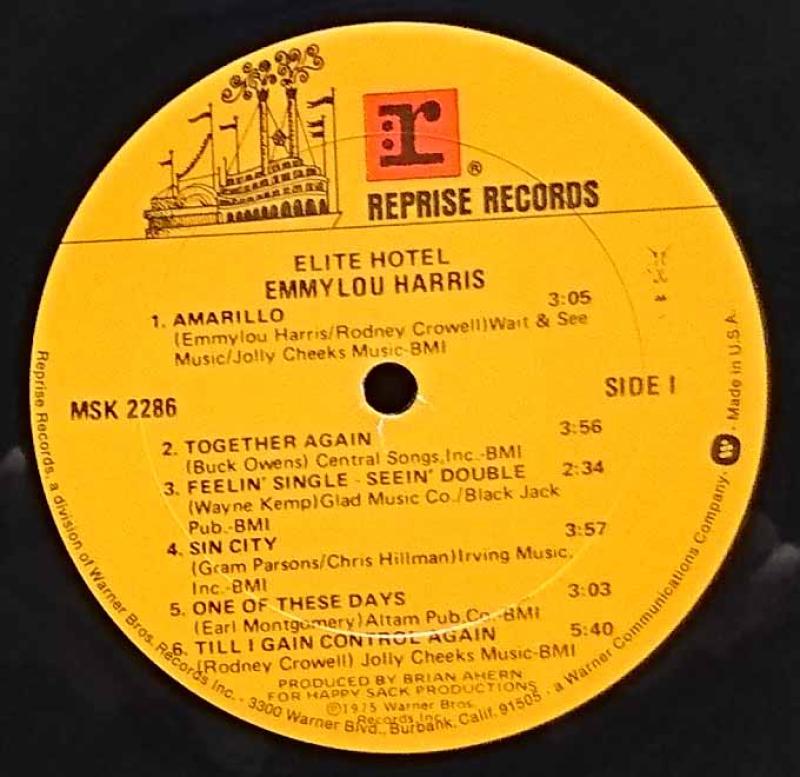 r
®
REPRISE RECORDS
ELITE HOTEL
EMMYLOU HARRIS
1. AMARILLO 3:05
(Emmylou Harris/Rodney Crowell)Wait & See
Music/Jolly Cheeks Music-BMI
MSK 2286
SIDE 1
2. TOGETHER AGAIN 3:56
(Buck Owens) Central Songs,Inc.-BMI
3. FEELIN' SINGLE - SEEIN' DOUBLE 2:34
(Wayne Kemp)Glad Music Co./Black Jack
Pub.-BMI
4. SIN CITY 3:57
(Gram Parsons/Chris Hillman)Irving Music,
Inc.-BMI
5. ONE OF THESE DAYS 3:03
(Earl Montgomery)Altam Pub.Co.-BMI
6. TILL I GAIN CONTROL AGAIN 5:40
(Rodney Crowell) Jolly Cheeks Music-BMI
PRODUCED BY BRIAN AHERN
FOR HAPPY SACK PRODUCTIONS
©1975 Warner Bros.
Records Inc.
Reprise Records, a division of Warner Bros. Records Inc., 3300 Warner Blvd., Burbank, Calif. 91505 . a Warner Communications Company. W . Made in U.S.A.